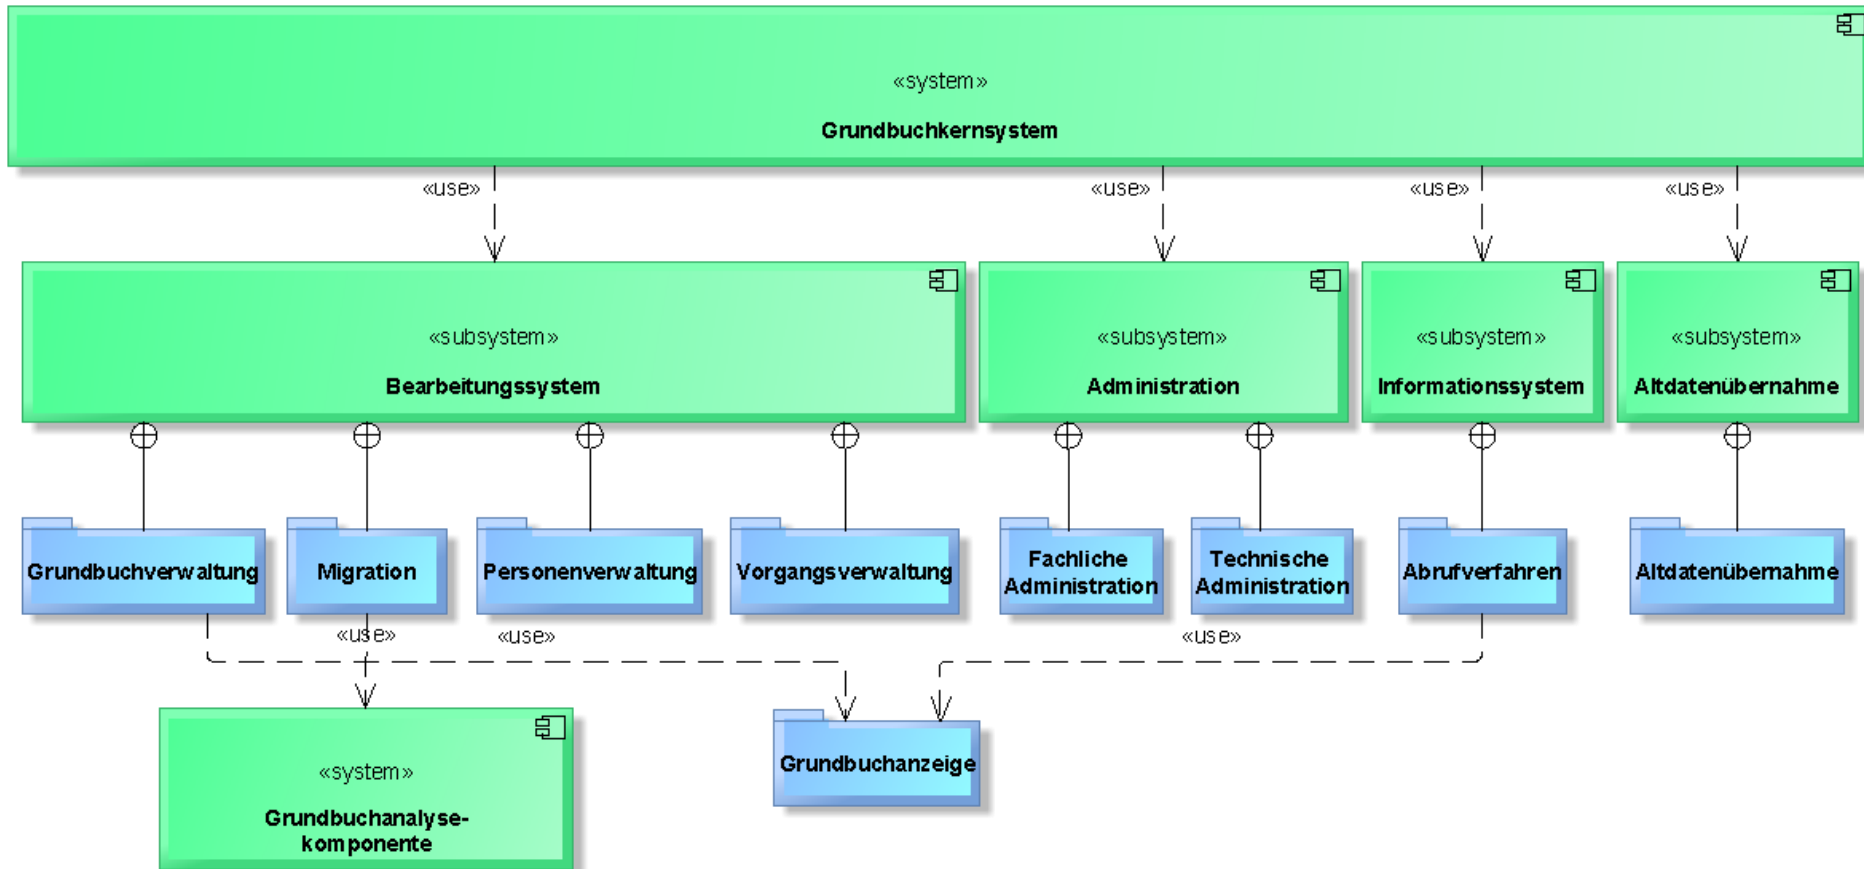 «system»
Grundbuchkernsystem
«use»
«use»
«use»
«use»
«subsystem»
Bearbeitungssystem
«subsystem»
Administration
«subsystem»
Informationssystem
«subsystem»
Altdatenübernahme
Grundbuchverwaltung
Migration
Personenverwaltung
Vorgangsverwaltung
Fachliche
Administration
Technische
Administration
Abrufverfahren
Altdatenübernahme
«use»
«use»
«use»
«system»
Grundbuchanalyse-
komponente
Grundbuchanzeige